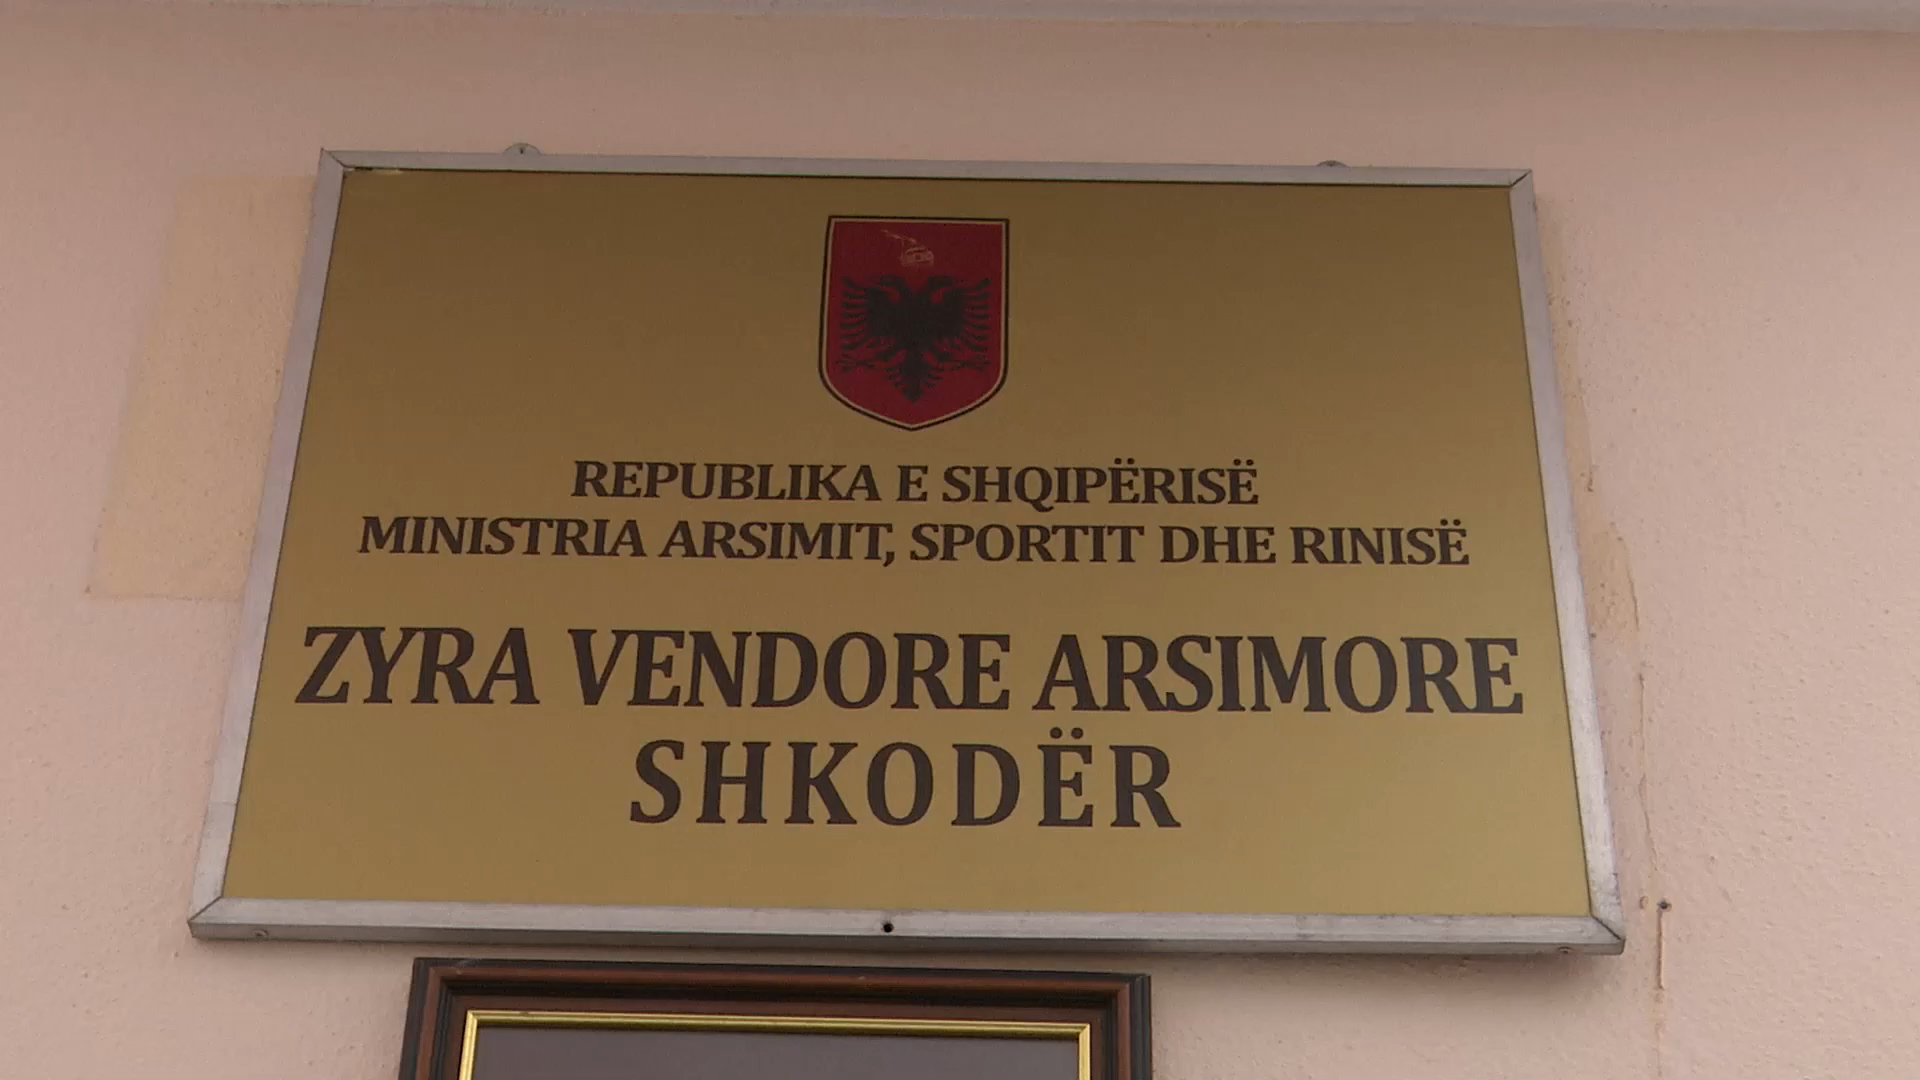 REPUBLIKA E SHQIPËRISË
MINISTRIA ARSIMIT, SPORTIT DHE RINISË
ZYRA VENDORE ARSIMORE
SHKODËR